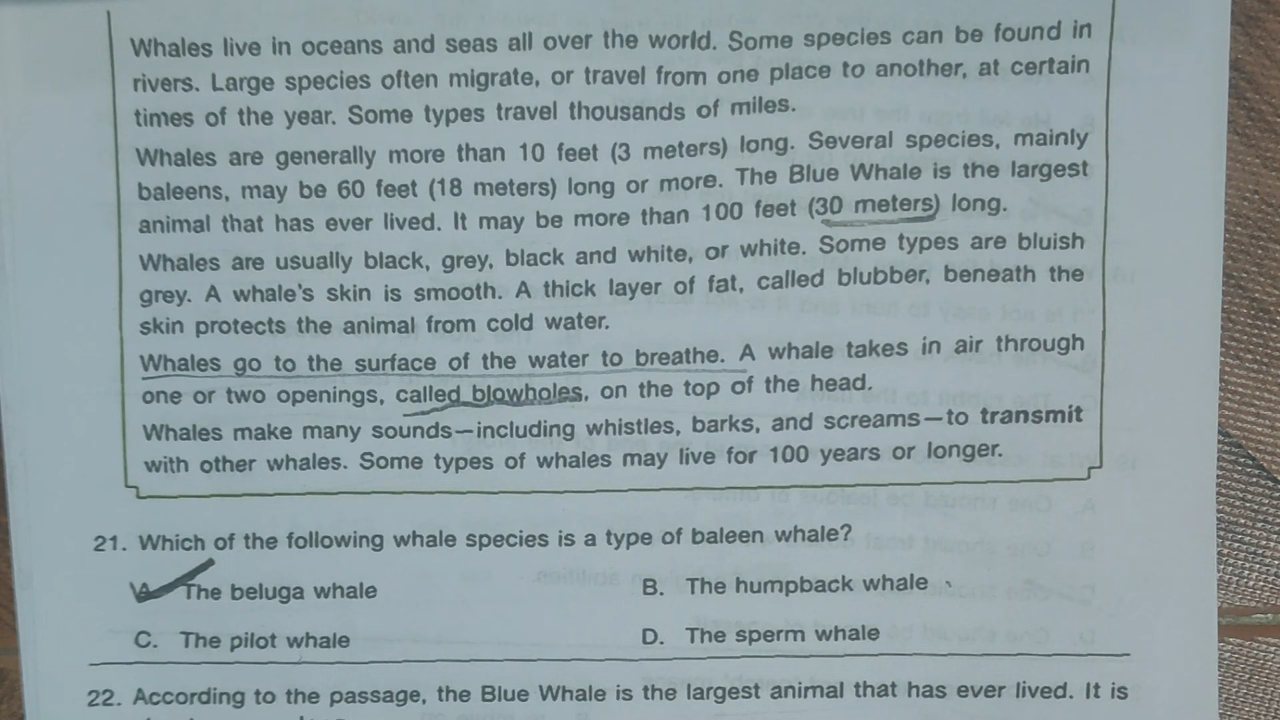 Whales live in oceans and seas all over the world. Some species can be found in
rivers. Large species often migrate, or travel from one place to another, at certain
times of the year. Some types travel thousands of miles.
Whales are generally more than 10 feet (3 meters) long. Several species, mainly
baleens, may be 60 feet (18 meters) long or more. The Blue Whale is the largest
animal that has ever lived. It may be more than 100 feet (30 meters) long.
Whales are usually black, grey, black and white, or white. Some types are bluish
grey. A whale's skin is smooth. A thick layer of fat, called blubber, beneath the
skin protects the animal from cold water.
Whales go to the surface of the water to breathe. A whale takes in air through
one or two openings, called blowholes, on the top of the head.
Whales make many sounds—including whistles, barks, and screams—to transmit
with other whales. Some types of whales may live for 100 years or longer.
21. Which of the following whale species is a type of baleen whale?
A. The beluga whale
B. The humpback whale
C. The pilot whale
D. The sperm whale
22. According to the passage, the Blue Whale is the largest animal that has ever lived. It is